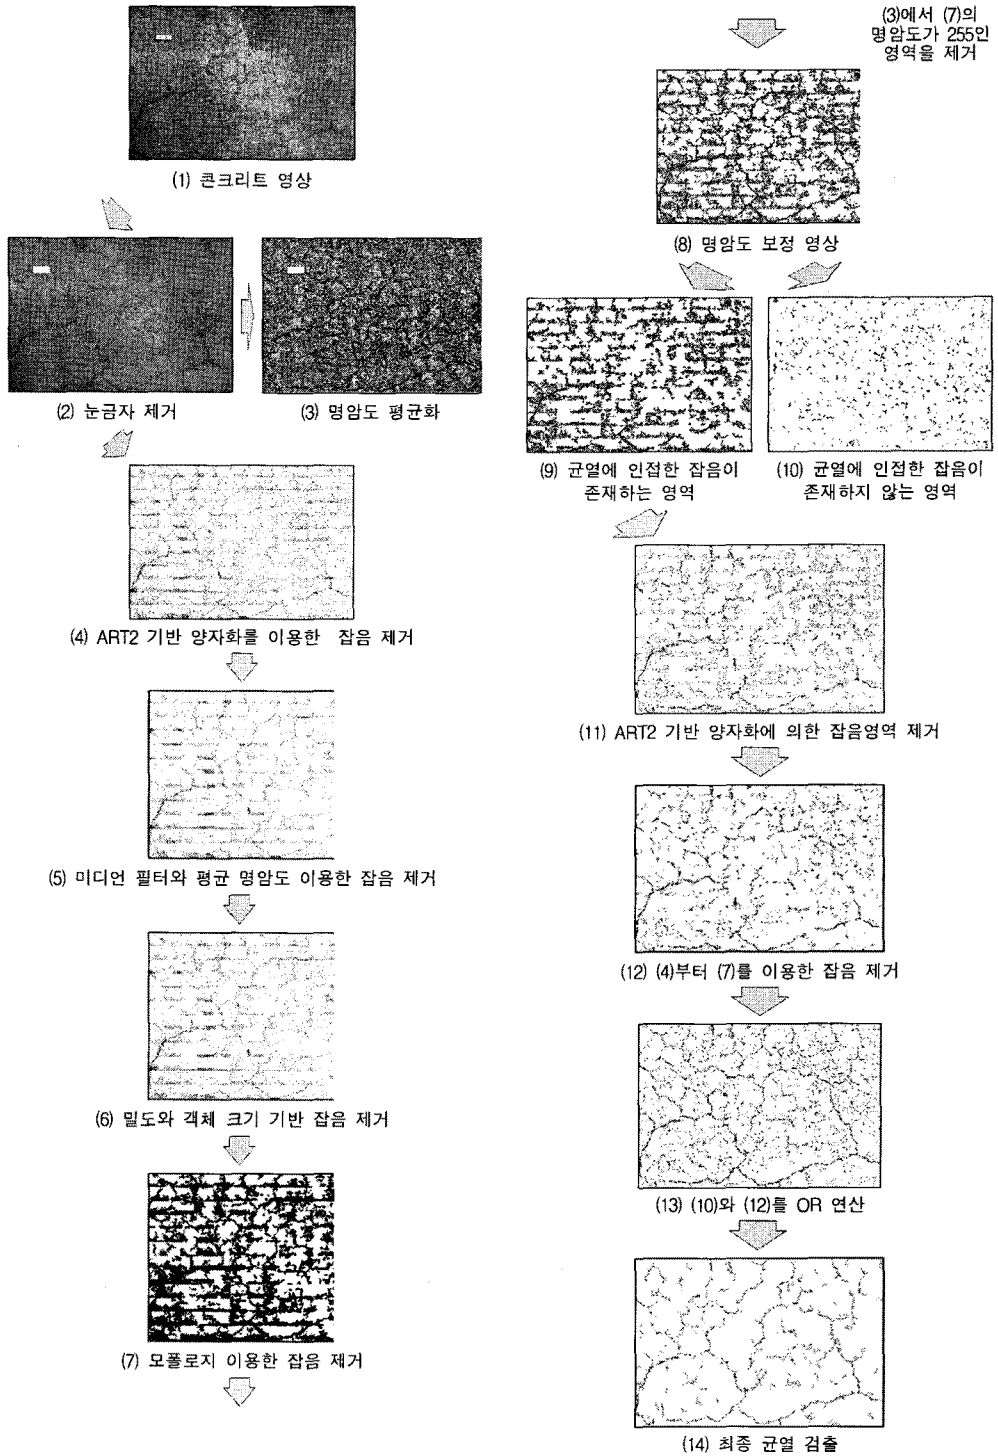 (1) 콘크리트 영상
(2) 눈금자 제거
(3) 명암도 평균화
(4) ART2 기반 양자화를 이용한 잡음 제거
(5) 미디언 필터와 평균 명암도 이용한 잡음 제거
(6) 밀도와 객체 크기 기반 잡음 제거
(7) 모폴로지 이용한 잡음 제거
(3)에서 (7)의
명암도가 255인
영역을 제거
(8) 명암도 보정 영상
(9) 균열에 인접한 잡음이
존재하는 영역
(10) 균열에 인접한 잡음이
존재하지 않는 영역
(11) ART2 기반 양자화에 의한 잡음영역 제거
(12) (4)부터 (7)를 이용한 잡음 제거
(13) (10)와 (12)를 OR 연산
(14) 최종 균열 검출